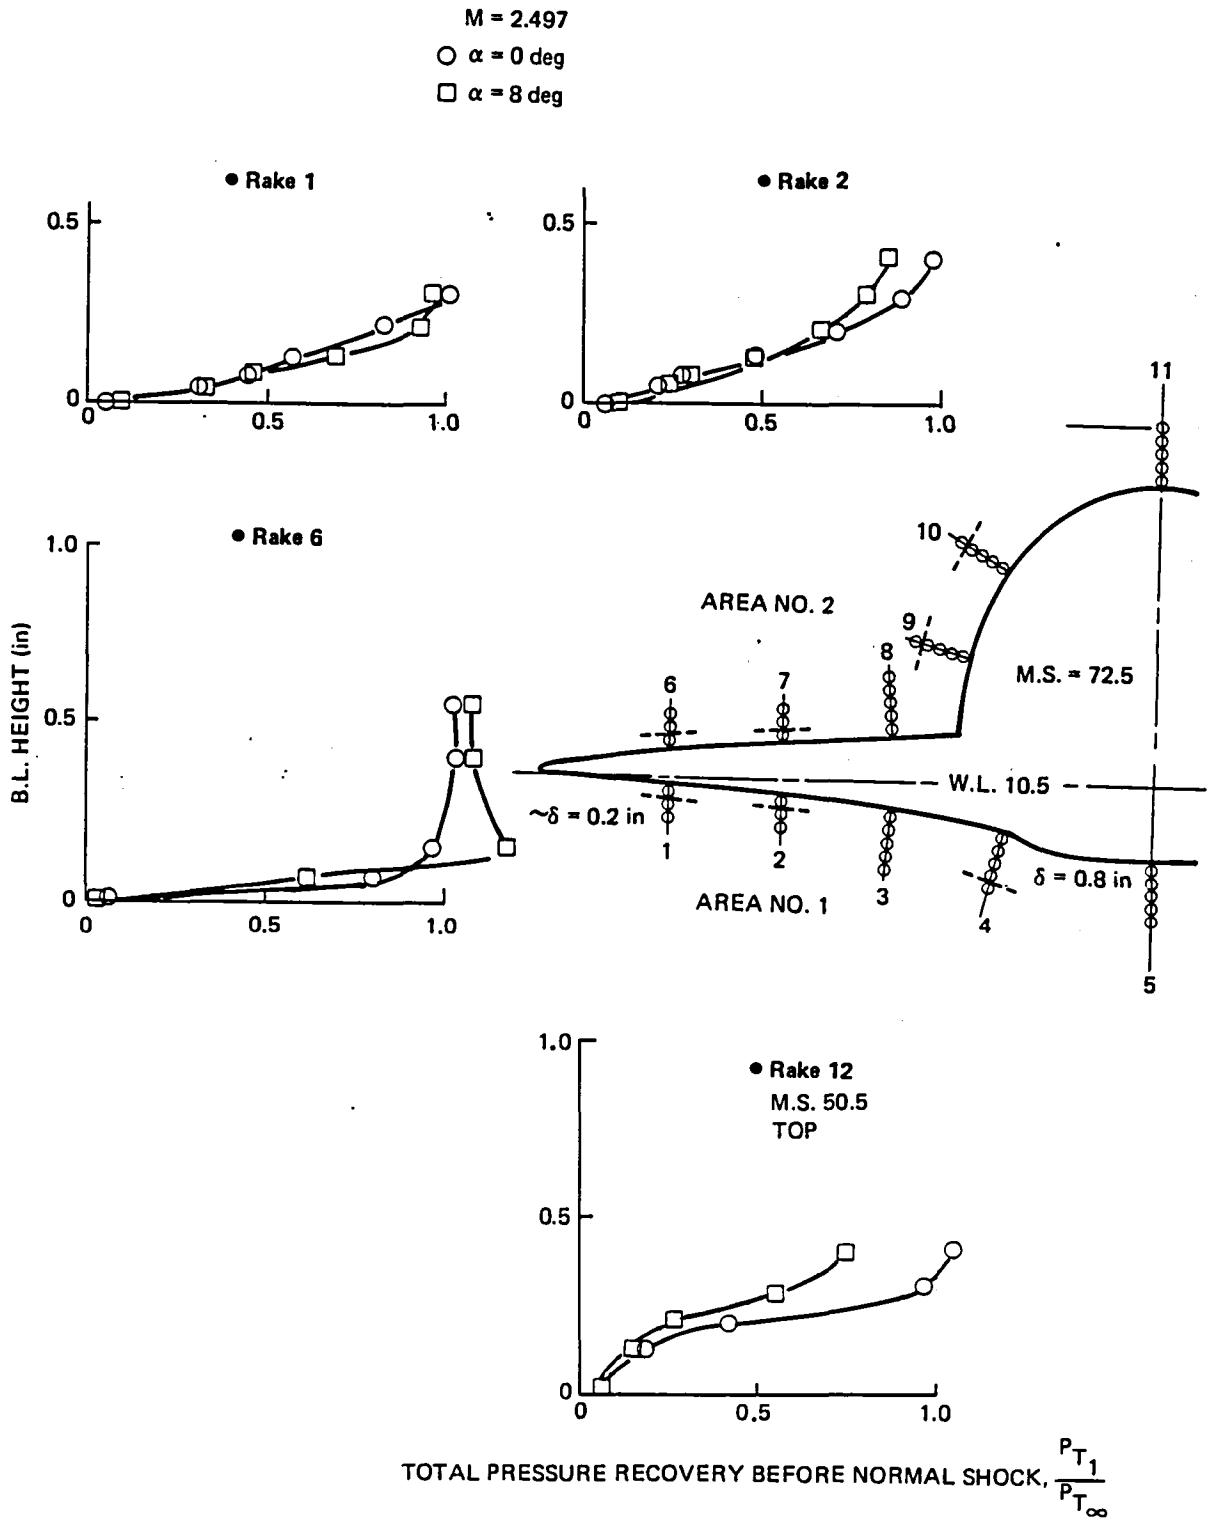 M = 2.497
○ α = 0 deg
□ α = 8 deg
● Rake 1
0.5
0
0
0.5
1.0
● Rake 2
0.5
0
0
0.5
1.0
● Rake 6
1.0
0.5
0
0
0.5
1.0
B.L. HEIGHT (in)
11
10
9
8
7
6
AREA NO. 2
M.S. = 72.5
W.L. 10.5
~δ = 0.2 in
1
2
3
4
5
δ = 0.8 in
AREA NO. 1
● Rake 12
M.S. 50.5
TOP
1.0
0.5
0
0
0.5
1.0
TOTAL PRESSURE RECOVERY BEFORE NORMAL SHOCK, PT1/PT∞